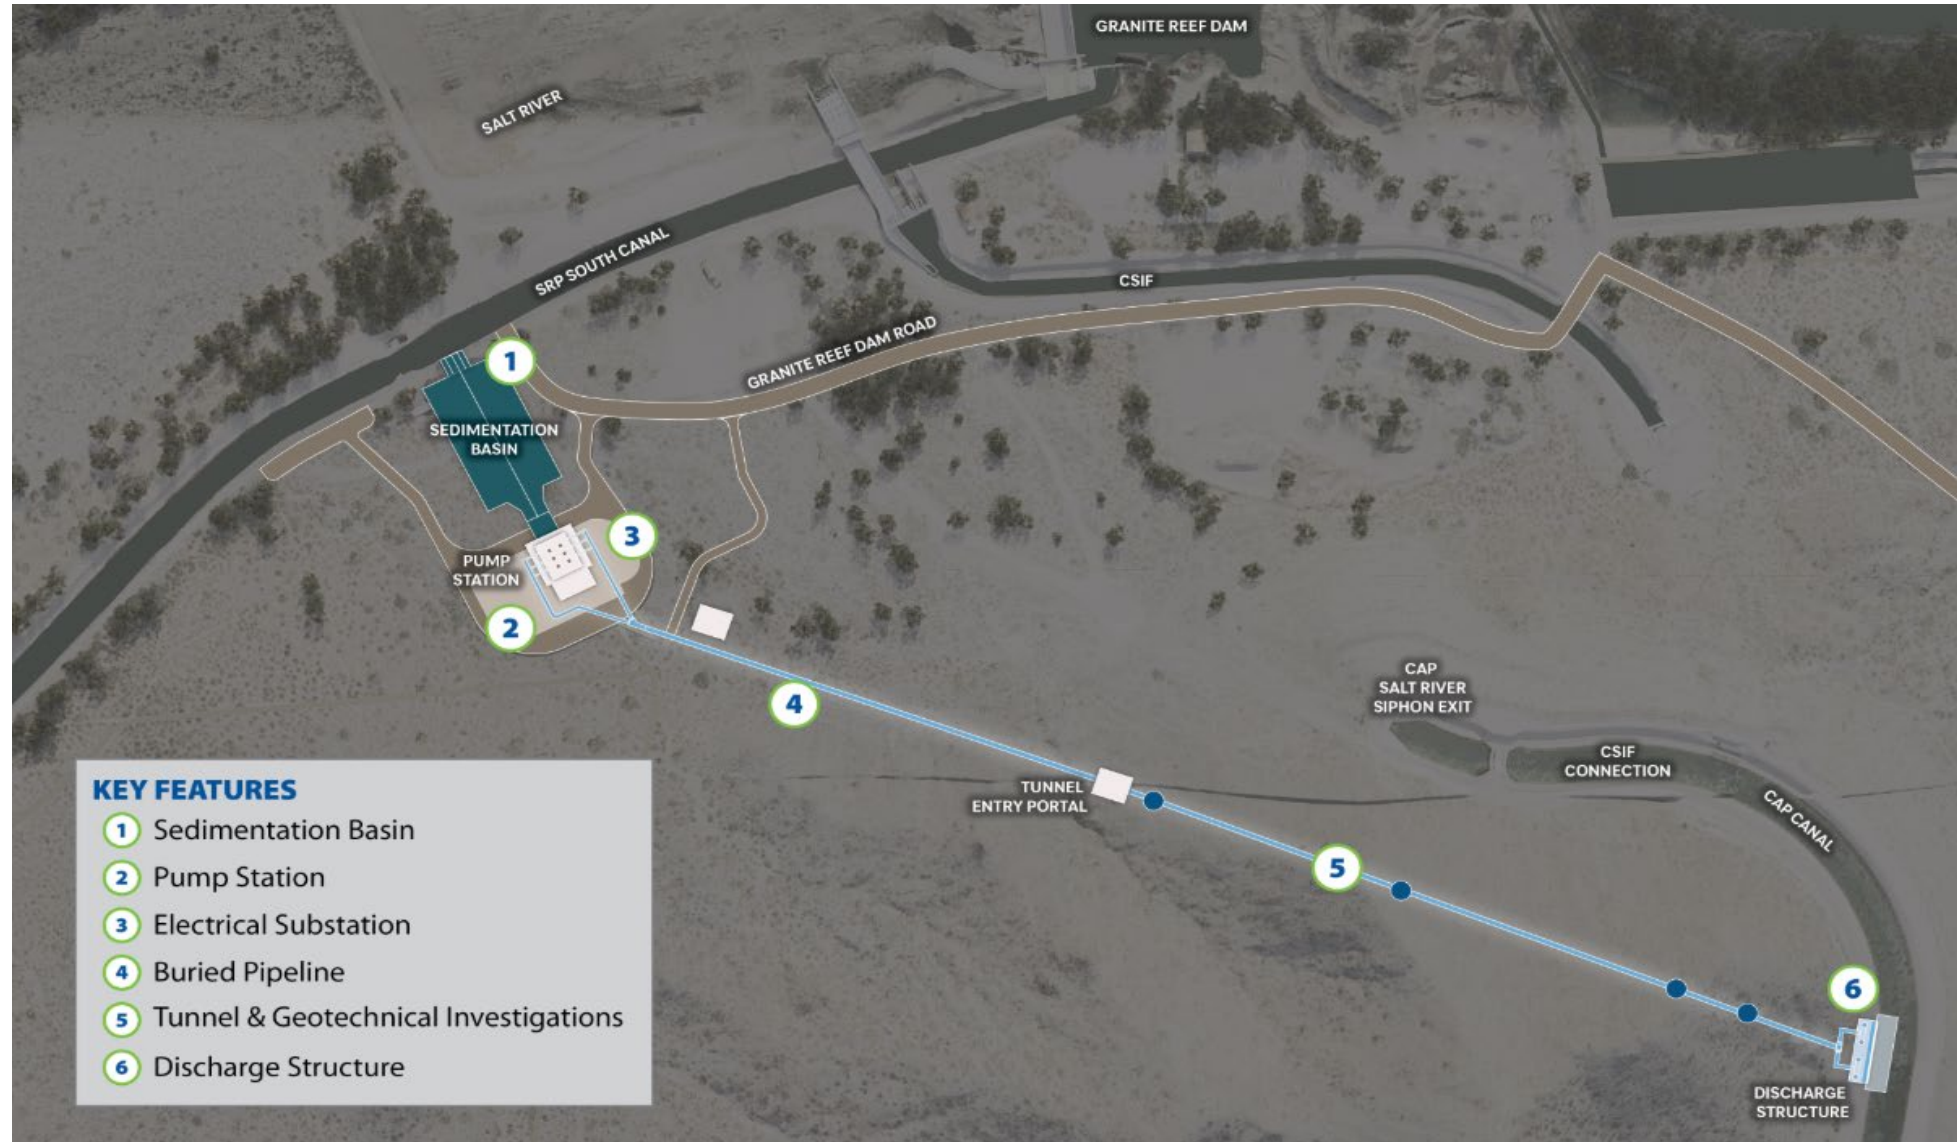 GRANITE REEF DAM
SALT RIVER
SRP SOUTH CANAL
CSIF
GRANITE REEF DAM ROAD
1
SEDIMENTATION
BASIN
3
PUMP
STATION
2
4
CAP
SALT RIVER
SIPHON EXIT
CSIF
CONNECTION
CAP CANAL
TUNNEL
ENTRY PORTAL
5
6
DISCHARGE
STRUCTURE
KEY FEATURES
1 Sedimentation Basin
2 Pump Station
3 Electrical Substation
4 Buried Pipeline
5 Tunnel & Geotechnical Investigations
6 Discharge Structure